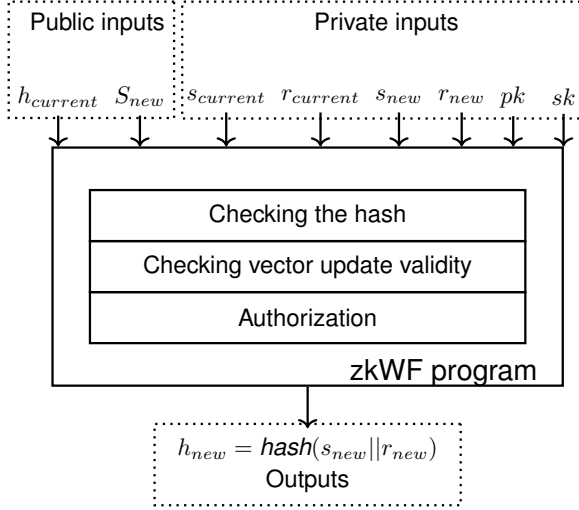 Public inputs
Private inputs
h_current S_new s_current r_current s_new r_new pk sk
Checking the hash
Checking vector update validity
Authorization
zkWF program
h_new = hash(s_new||r_new)
Outputs